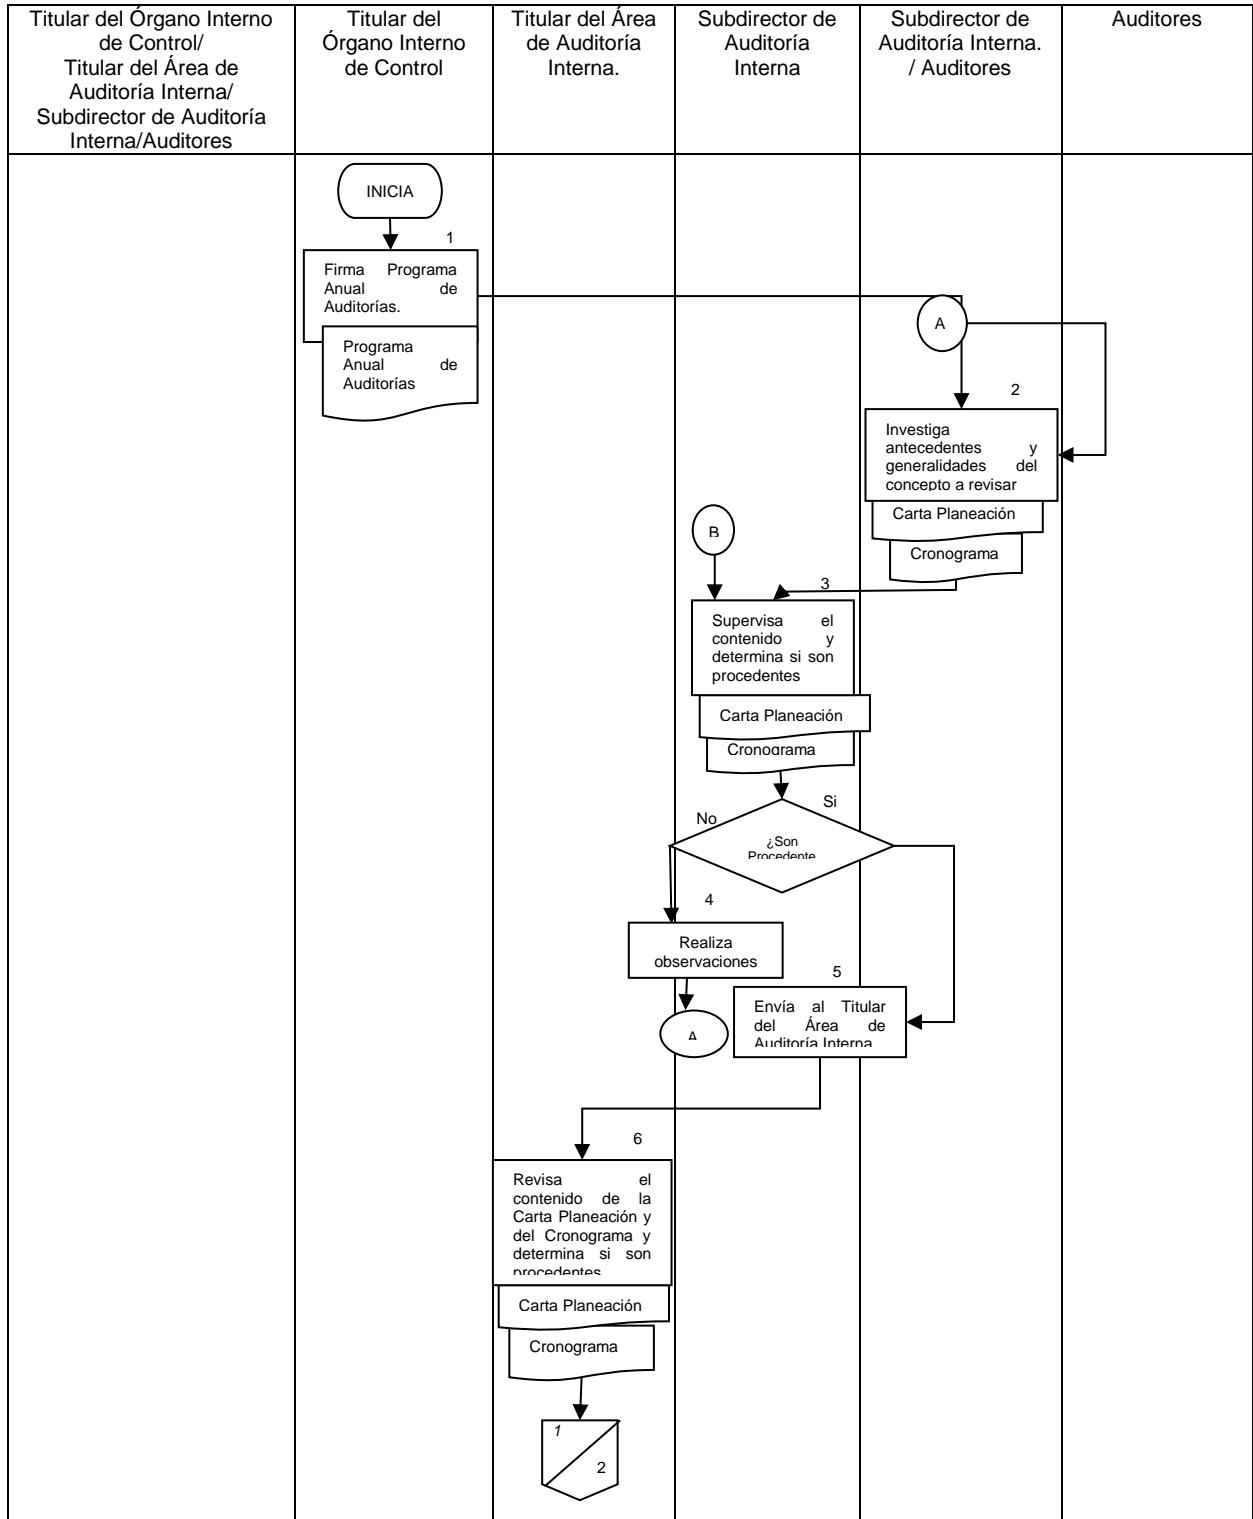 Titular del Órgano Interno
de Control/
Titular del Área de
Auditoría Interna/
Subdirector de Auditoría
Interna/Auditores
Titular del
Órgano Interno
de Control
Titular del Área
de Auditoría
Interna.
Subdirector de
Auditoría
Interna
Subdirector de
Auditoría Interna.
/ Auditores
Auditores
INICIA
1
Firma Programa
Anual de
Auditorías.
Programa
Anual de
Auditorías
A
2
Investiga
antecedentes y
generalidades del
concepto a revisar
Carta Planeación
Cronograma
B
3
Supervisa el
contenido y
determina si son
procedentes
Carta Planeación
Cronograma
Si
No
¿Son
Procedente
4
Realiza
observaciones
A
5
Envía al Titular
del Área de
Auditoría Interna
6
Revisa el
contenido de la
Carta Planeación y
del Cronograma y
determina si son
procedentes
Carta Planeación
Cronograma
1
2